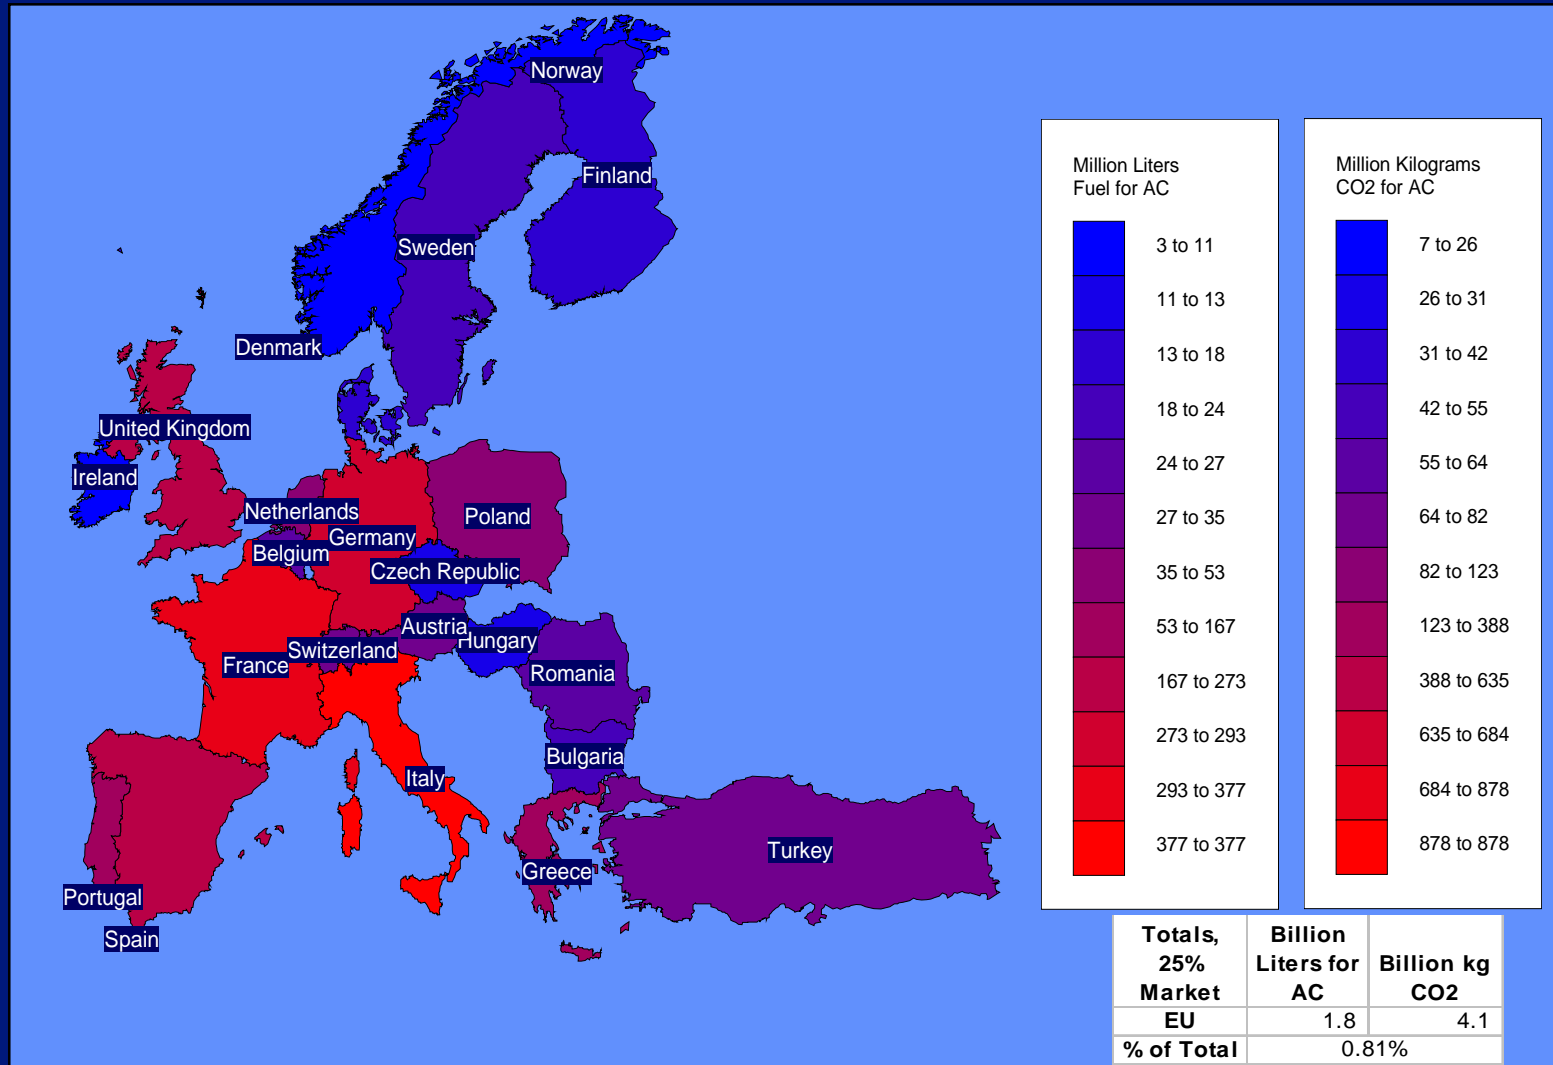 Norway
Finland
Sweden
Denmark
United Kingdom
Ireland
Netherlands
Poland
Germany
Belgium
Czech Republic
Austria
Hungary
Switzerland
France
Romania
Bulgaria
Italy
Turkey
Greece
Portugal
Spain
Million Liters
Fuel for AC
3 to 11
11 to 13
13 to 18
18 to 24
24 to 27
27 to 35
35 to 53
53 to 167
167 to 273
273 to 293
293 to 377
377 to 377
Million Kilograms
CO2 for AC
7 to 26
26 to 31
31 to 42
42 to 55
55 to 64
64 to 82
82 to 123
123 to 388
388 to 635
635 to 684
684 to 878
878 to 878
Totals,
25%
Market
Billion
Liters for
AC
Billion kg
CO2
EU 1.8 4.1
% of Total 0.81%